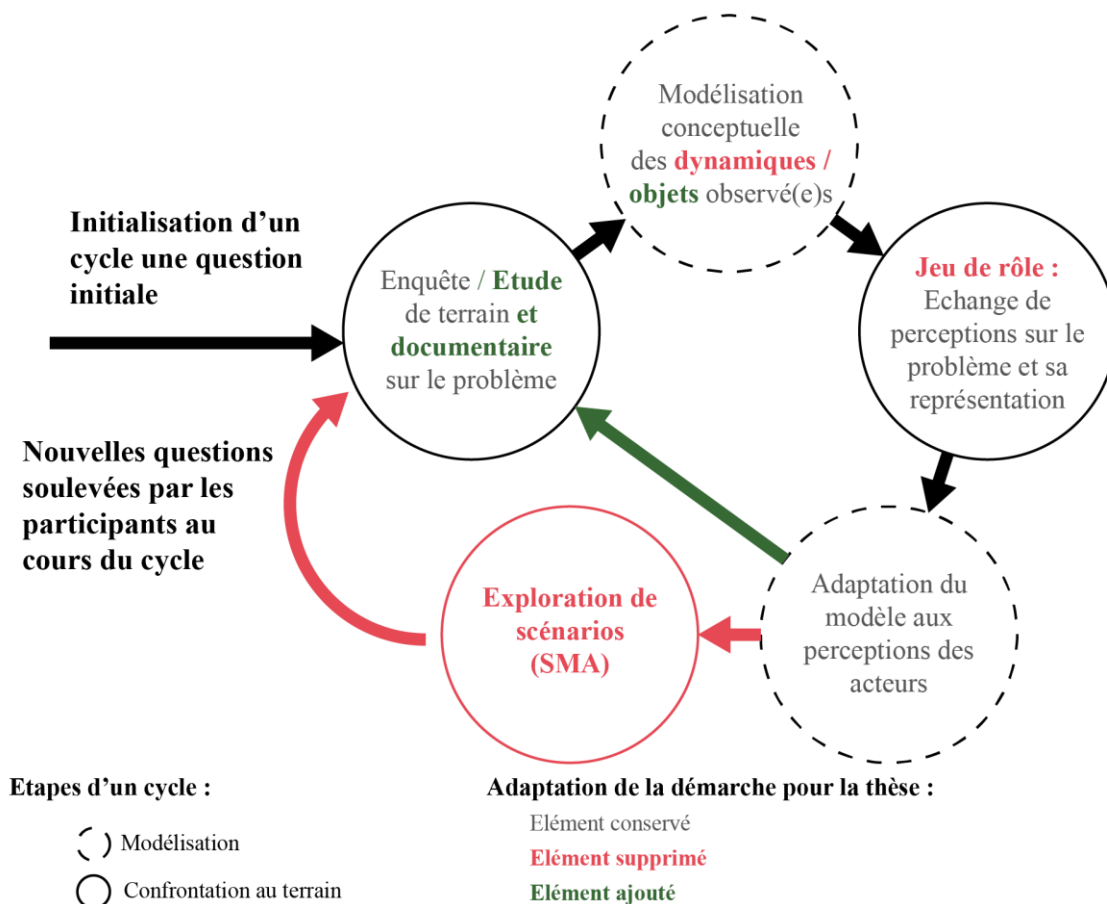 Initialisation d’un
cycle une question
initiale
Enquête / Etude
de terrain et
documentaire
sur le problème
Modélisation
conceptuelle
des dynamiques /
objets observé(e)s
Jeu de rôle :
Echange de
perceptions sur le
problème et sa
représentation
Adaptation du
modèle aux
perceptions des
acteurs
Exploration de
scénarios
(SMA)
Nouvelles questions
soulevées par les
participants au
cours du cycle
Etapes d’un cycle :
Modélisation
Confrontation au terrain
Adaptation de la démarche pour la thèse :
Elément conservé
Elément supprimé
Elément ajouté